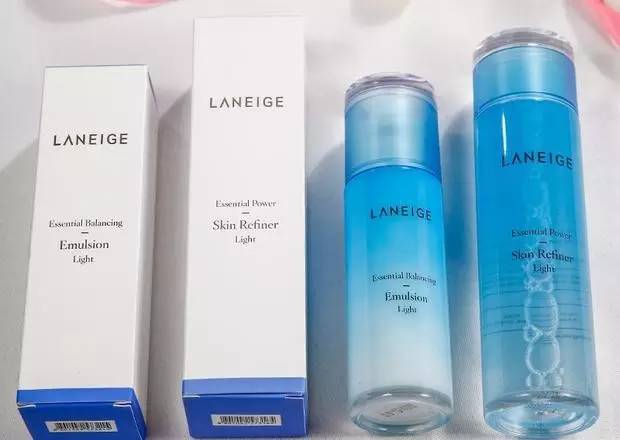 LANEIGE
Essential Balancing
Emulsion
Light
LANEIGE
Essential Power
Skin Refiner
Light
LANEIGE
Essential Balancing
Emulsion
Light
LANEIGE
Essential Power
Skin Refiner
Light